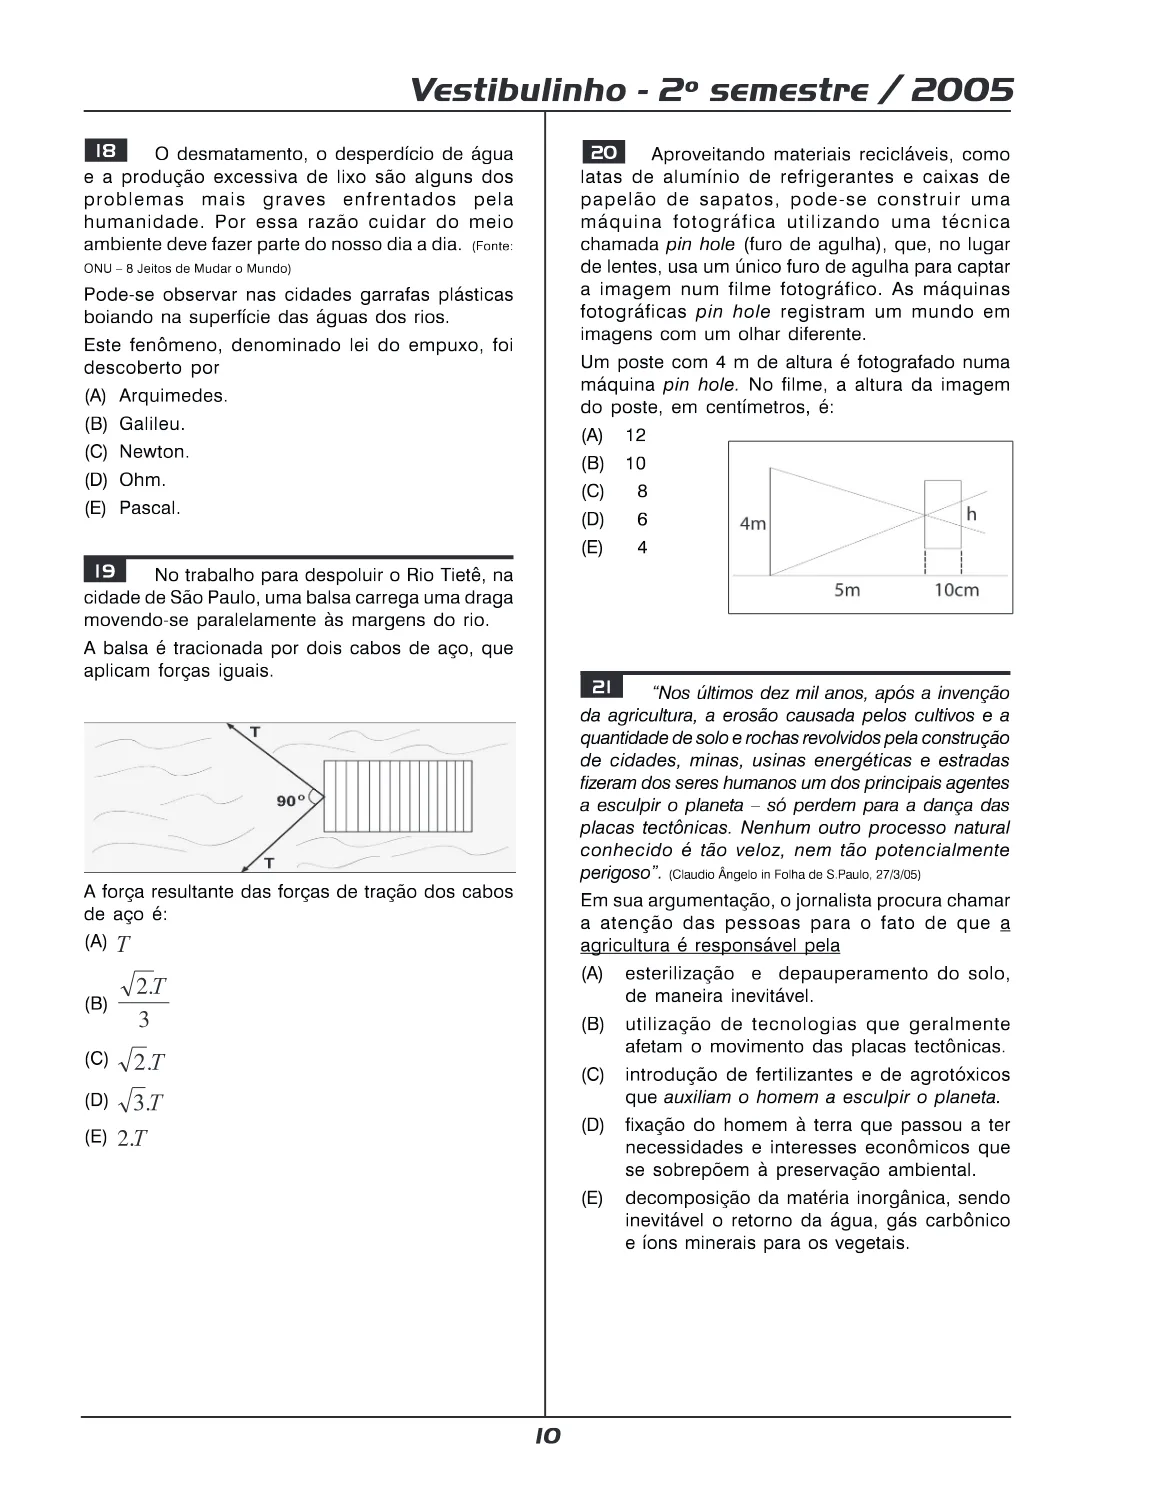 Vestibulinho - 2º semestre / 2005
18 O desmatamento, o desperdício de água
e a produção excessiva de lixo são alguns dos
problemas mais graves enfrentados pela
humanidade. Por essa razão cuidar do meio
ambiente deve fazer parte do nosso dia a dia. (Fonte:
ONU – 8 Jeitos de Mudar o Mundo)
Pode-se observar nas cidades garrafas plásticas
boiando na superfície das águas dos rios.
Este fenômeno, denominado lei do empuxo, foi
descoberto por
(A) Arquimedes.
(B) Galileu.
(C) Newton.
(D) Ohm.
(E) Pascal.
19 No trabalho para despoluir o Rio Tietê, na
cidade de São Paulo, uma balsa carrega uma draga
movendo-se paralelamente às margens do rio.
A balsa é tracionada por dois cabos de aço, que
aplicam forças iguais.
T
90º
T
A força resultante das forças de tração dos cabos
de aço é:
(A) T
(B) √2.T / 3
(C) √2.T
(D) √3.T
(E) 2.T
20 Aproveitando materiais recicláveis, como
latas de alumínio de refrigerantes e caixas de
papelão de sapatos, pode-se construir uma
máquina fotográfica utilizando uma técnica
chamada pin hole (furo de agulha), que, no lugar
de lentes, usa um único furo de agulha para captar
a imagem num filme fotográfico. As máquinas
fotográficas pin hole registram um mundo em
imagens com um olhar diferente.
Um poste com 4 m de altura é fotografado numa
máquina pin hole. No filme, a altura da imagem
do poste, em centímetros, é:
(A) 12
(B) 10
(C) 8
(D) 6
(E) 4
4m
h
5m 10cm
21 “Nos últimos dez mil anos, após a invenção
da agricultura, a erosão causada pelos cultivos e a
quantidade de solo e rochas revolvidos pela construção
de cidades, minas, usinas energéticas e estradas
fizeram dos seres humanos um dos principais agentes
a esculpir o planeta – só perdem para a dança das
placas tectônicas. Nenhum outro processo natural
conhecido é tão veloz, nem tão potencialmente
perigoso”. (Claudio Ângelo in Folha de S.Paulo, 27/3/05)
Em sua argumentação, o jornalista procura chamar
a atenção das pessoas para o fato de que a
agricultura é responsável pela
(A) esterilização e depauperamento do solo,
de maneira inevitável.
(B) utilização de tecnologias que geralmente
afetam o movimento das placas tectônicas.
(C) introdução de fertilizantes e de agrotóxicos
que auxiliam o homem a esculpir o planeta.
(D) fixação do homem à terra que passou a ter
necessidades e interesses econômicos que
se sobrepõem à preservação ambiental.
(E) decomposição da matéria inorgânica, sendo
inevitável o retorno da água, gás carbônico
e íons minerais para os vegetais.
10